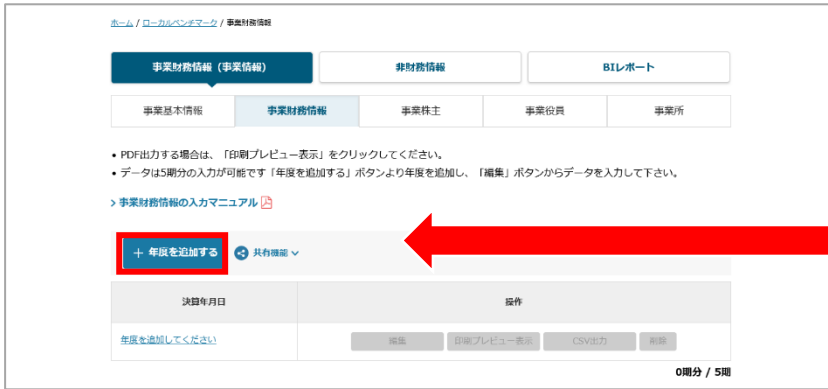 ホーム / ローカルベンチマーク / 事業財務情報
事業財務情報（事業情報） 非財務情報 BIレポート
事業基本情報 事業財務情報 事業株主 事業役員 事業所
• PDF出力する場合は、「印刷プレビュー表示」をクリックしてください。
• データは5期分の入力が可能です「年度を追加する」ボタンより年度を追加し、「編集」ボタンからデータを入力して下さい。
> 事業財務情報の入力マニュアル
＋ 年度を追加する 共有機能
決算年月日 操作
年度を追加してください 編集 印刷プレビュー表示 CSV出力 削除
0期分 / 5期